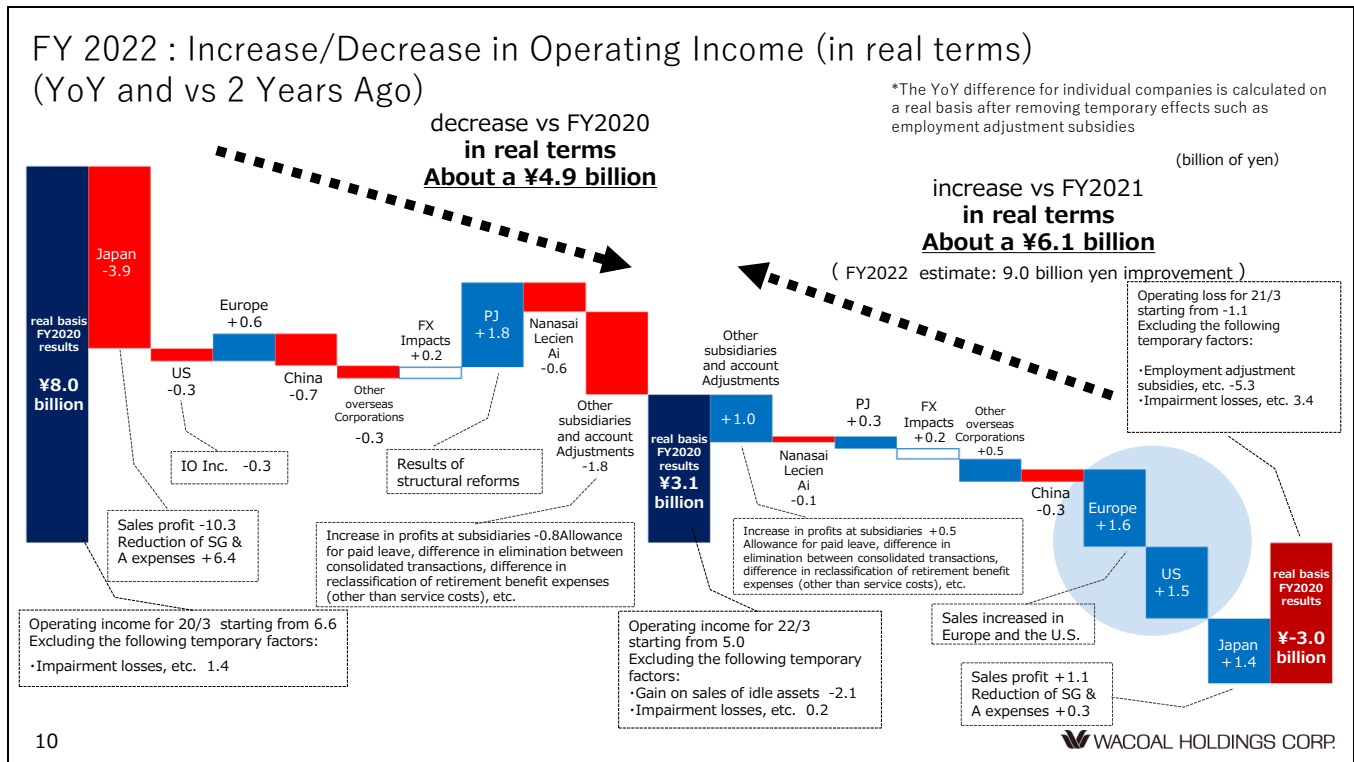 FY 2022 : Increase/Decrease in Operating Income (in real terms)
(YoY and vs 2 Years Ago)
*The YoY difference for individual companies is calculated on
a real basis after removing temporary effects such as
employment adjustment subsidies
(billion of yen)
decrease vs FY2020
in real terms
About a ¥4.9 billion
increase vs FY2021
in real terms
About a ¥6.1 billion
( FY2022 estimate: 9.0 billion yen improvement )
real basis
FY2020
results
¥8.0
billion
Japan
-3.9
US
-0.3
Europe
+0.6
China
-0.7
Other
overseas
Corporations
-0.3
FX
Impacts
+0.2
PJ
+1.8
Nanasai
Lecien
Ai
-0.6
Other
subsidiaries
and account
Adjustments
-1.8
real basis
FY2020
results
¥3.1
billion
Other
subsidiaries
and account
Adjustments
+1.0
Nanasai
Lecien
Ai
-0.1
PJ
+0.3
FX
Impacts
+0.2
Other
overseas
Corporations
+0.5
China
-0.3
Europe
+1.6
US
+1.5
Japan
+1.4
real basis
FY2020
results
¥-3.0
billion
Operating loss for 21/3
starting from -1.1
Excluding the following
temporary factors:
・Employment adjustment
subsidies, etc. -5.3
・Impairment losses, etc. 3.4
IO Inc. -0.3
Results of
structural reforms
Sales profit -10.3
Reduction of SG &
A expenses +6.4
Increase in profits at subsidiaries -0.8Allowance
for paid leave, difference in elimination between
consolidated transactions, difference in
reclassification of retirement benefit expenses
(other than service costs), etc.
Increase in profits at subsidiaries +0.5
Allowance for paid leave, difference in
elimination between consolidated transactions,
difference in reclassification of retirement benefit
expenses (other than service costs), etc.
Sales increased in
Europe and the U.S.
Operating income for 20/3 starting from 6.6
Excluding the following temporary factors:
・Impairment losses, etc. 1.4
Operating income for 22/3
starting from 5.0
Excluding the following temporary
factors:
・Gain on sales of idle assets -2.1
・Impairment losses, etc. 0.2
Sales profit +1.1
Reduction of SG &
A expenses +0.3
10
WACOAL HOLDINGS CORP.